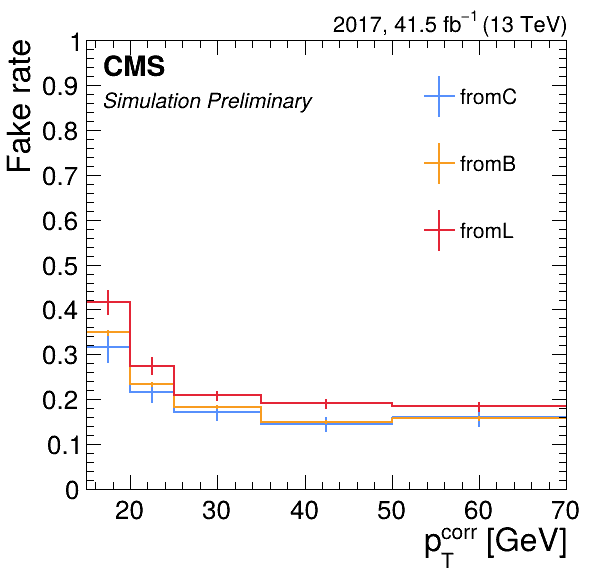 2017, 41.5 fb⁻¹ (13 TeV)
CMS
Simulation Preliminary
fromC
fromB
fromL
Fake rate
1
0.9
0.8
0.7
0.6
0.5
0.4
0.3
0.2
0.1
0
20 30 40 50 60 70
p_T^corr [GeV]